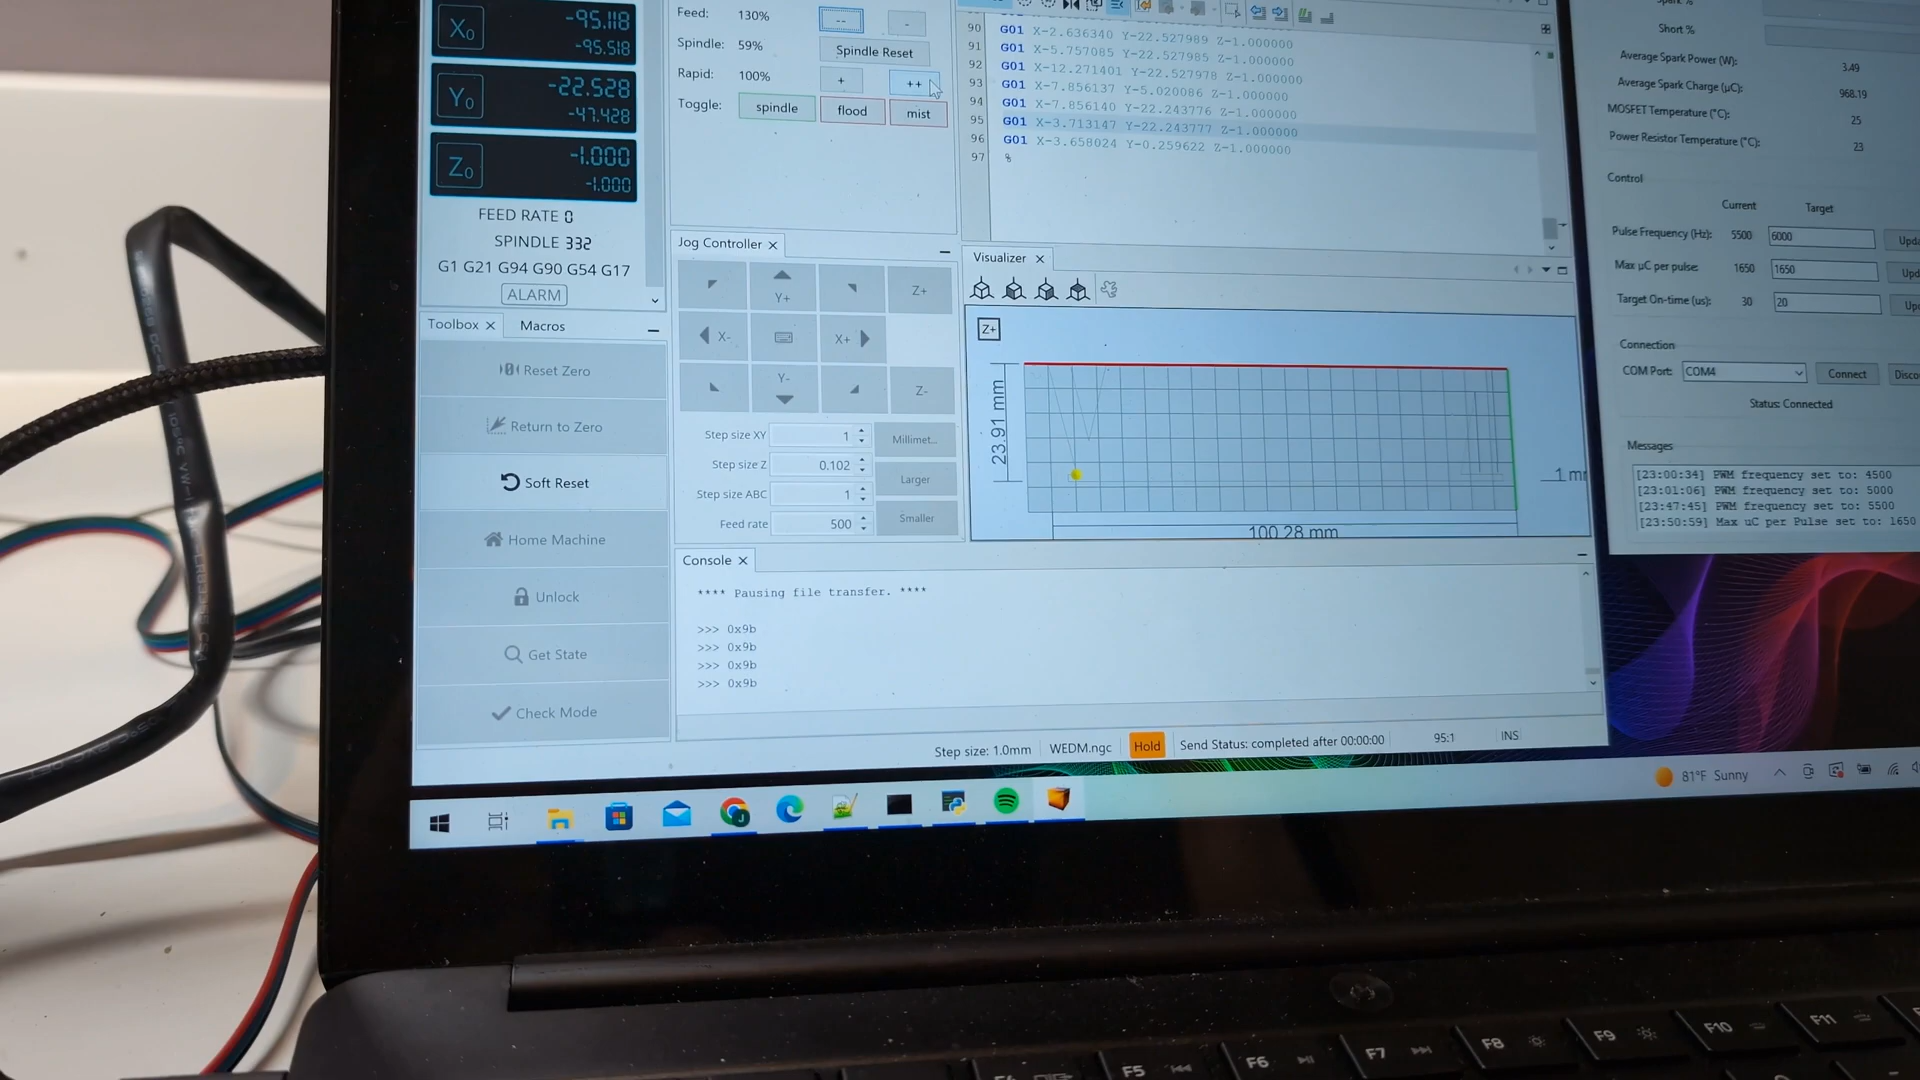 X0 -95.118
-95.518
Y0 -22.528
-47.428
Z0 -1.000
-1.000
FEED RATE 0
SPINDLE 332
G1 G21 G94 G90 G54 G17
ALARM
Toolbox Macros
Reset Zero
Return to Zero
Soft Reset
Home Machine
Unlock
Get State
Check Mode
Feed: 130% -- -
Spindle: 59% Spindle Reset
Rapid: 100% + ++
Toggle: spindle flood mist
Jog Controller
Y+ Z+
X- X+
Y- Z-
Step size XY 1 Millimet...
Step size Z 0.102 Larger
Step size ABC 1
Feed rate 500 Smaller
90 G01 X-2.636340 Y-22.527989 Z-1.000000
91 G01 X-5.757085 Y-22.527985 Z-1.000000
92 G01 X-12.271401 Y-22.527978 Z-1.000000
93 G01 X-7.856137 Y-5.020086 Z-1.000000
94 G01 X-7.856140 Y-22.243776 Z-1.000000
95 G01 X-3.713147 Y-22.243777 Z-1.000000
96 G01 X-3.658024 Y-0.259622 Z-1.000000
97 %
Visualizer
Z+
23.91 mm
100.28 mm
1 mm
Console
**** Pausing file transfer. ****
>>> 0x9b
>>> 0x9b
>>> 0x9b
>>> 0x9b
Step size: 1.0mm WEDM.ngc Hold Send Status: completed after 00:00:00 95:1 INS
Short %
Average Spark Power (W): 3.49
Average Spark Charge (µC): 968.19
MOSFET Temperature (°C): 25
Power Resistor Temperature (°C): 23
Control
Current Target
Pulse Frequency (Hz): 5500 6000 Upd
Max µC per pulse: 1650 1650 Upd
Target On-time (us): 30 20 Up
Connection
COM Port: COM4 Connect Disco
Status: Connected
Messages
[23:00:34] PWM frequency set to: 4500
[23:01:06] PWM frequency set to: 5000
[23:47:45] PWM frequency set to: 5500
[23:50:59] Max uC per Pulse set to: 1650
81°F Sunny
F5 F6 F7 F8 F9 F10 F11